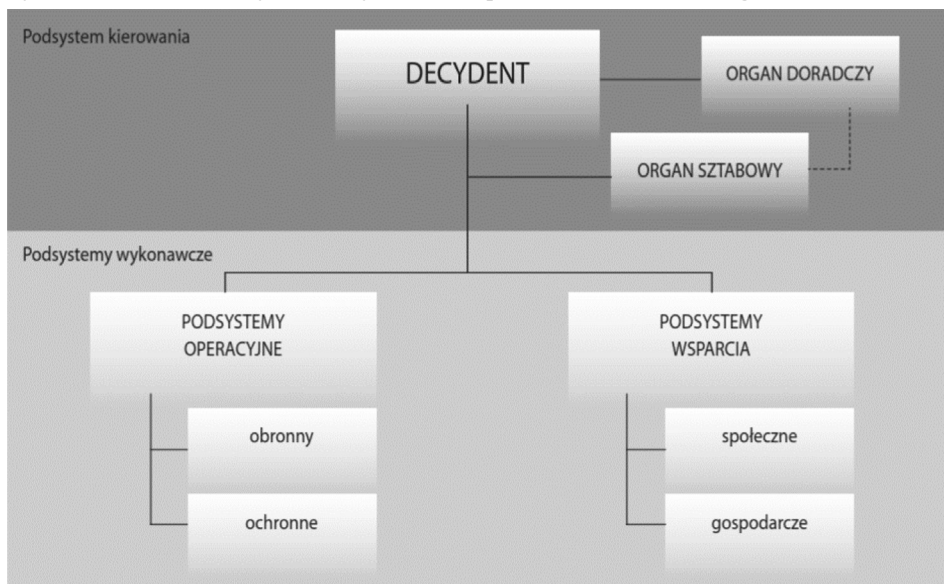 Podsystem kierowania
DECYDENT
ORGAN DORADCZY
ORGAN SZTABOWY
Podsystemy wykonawcze
PODSYSTEMY
OPERACYJNE
obronny
ochronne
PODSYSTEMY
WSPARCIA
społeczne
gospodarcze